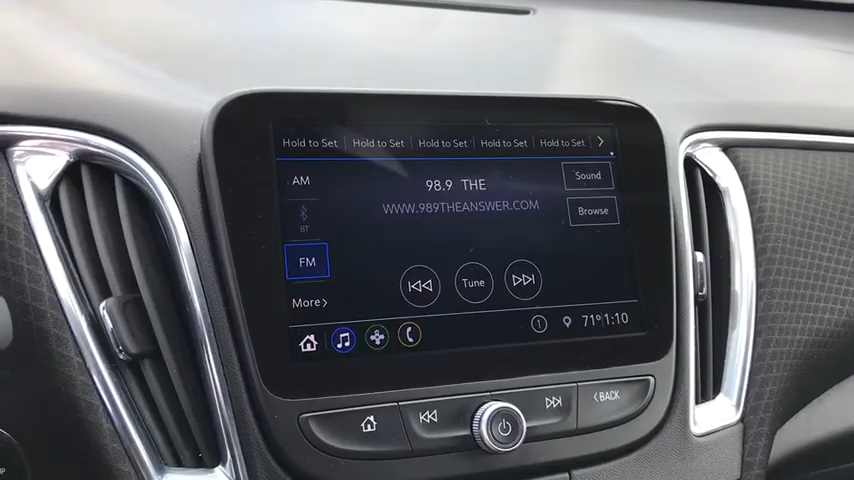 Hold to Set Hold to Set Hold to Set Hold to Set Hold to Set >
AM
98.9 THE
Sound
WWW.989THEANSWER.COM
BT
Browse
FM
Tune
More >
1 71° 1:10
< BACK